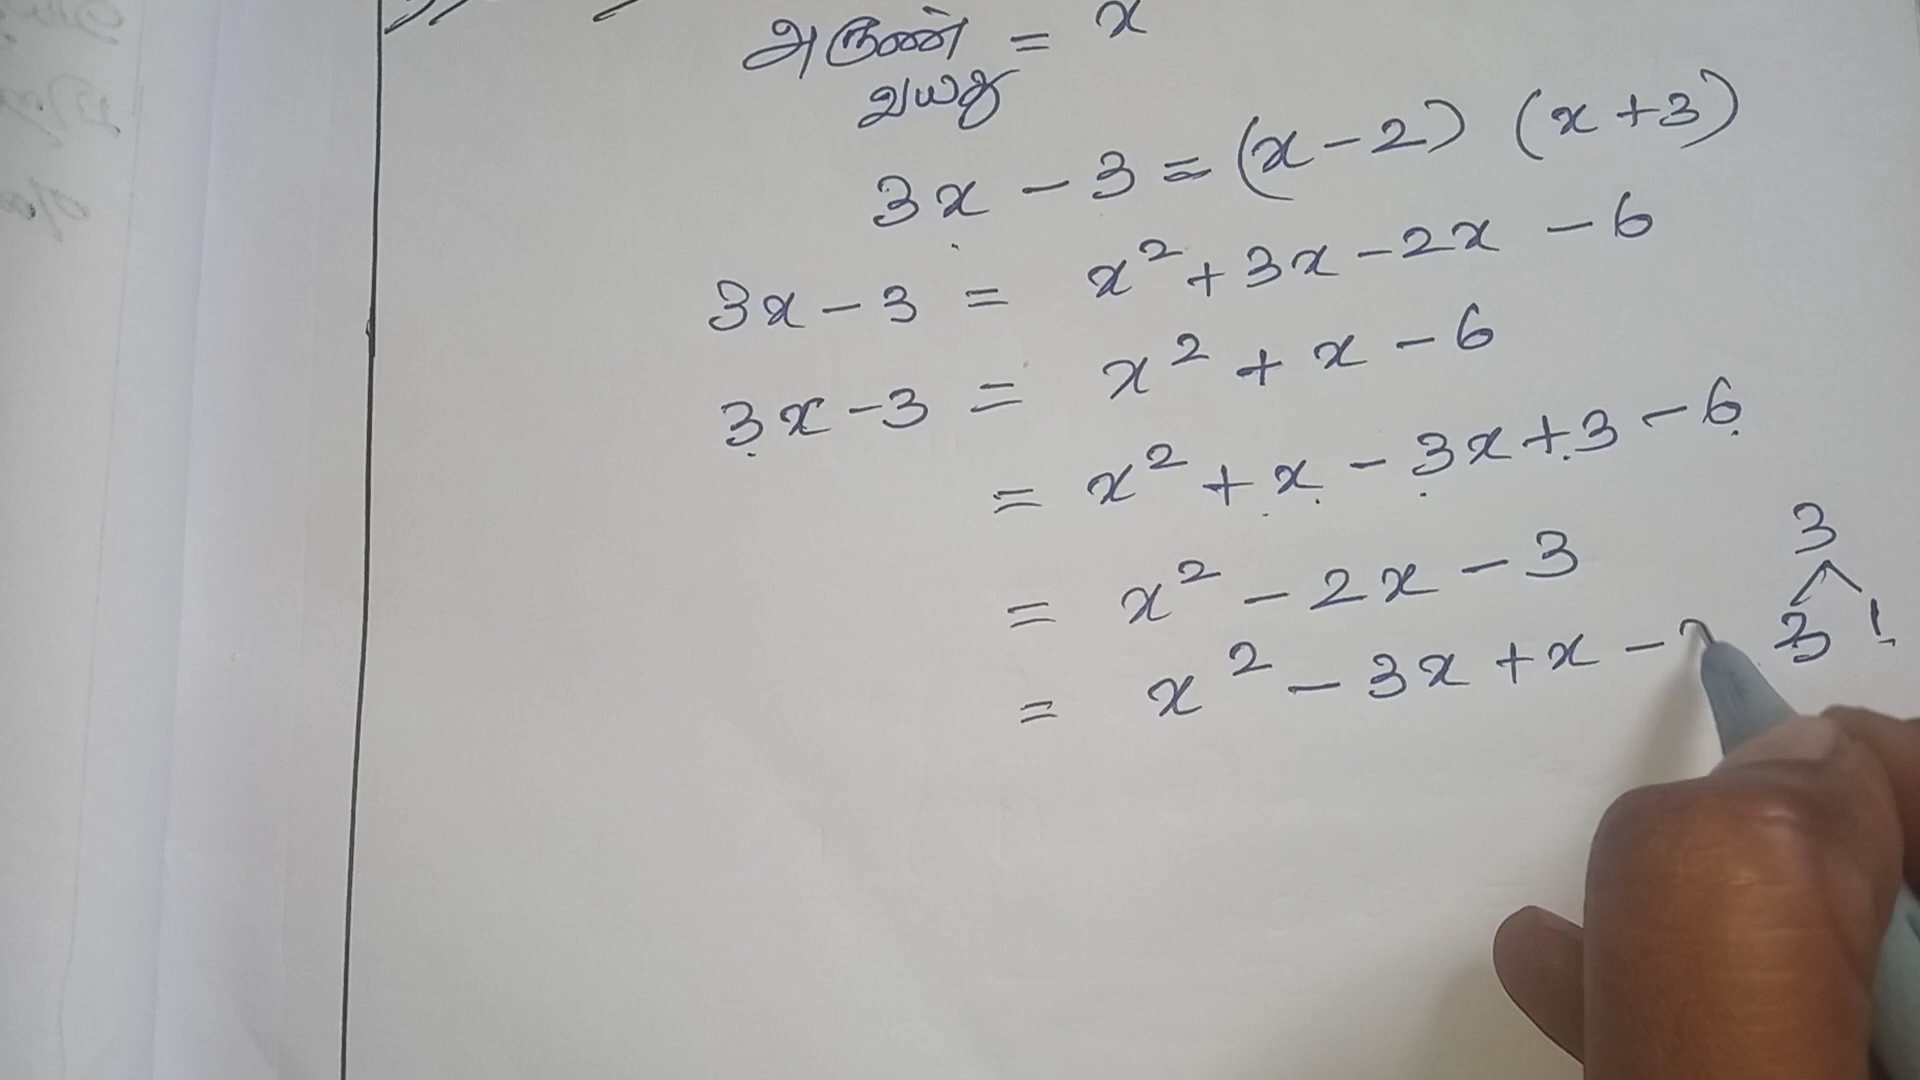 அருண் = x
வயது
3x - 3 = (x - 2) (x + 3)
3x - 3 = x² + 3x - 2x - 6
3x - 3 = x² + x - 6
= x² + x - 3x + 3 - 6
= x² - 2x - 3
3
3 1
= x² - 3x + x -